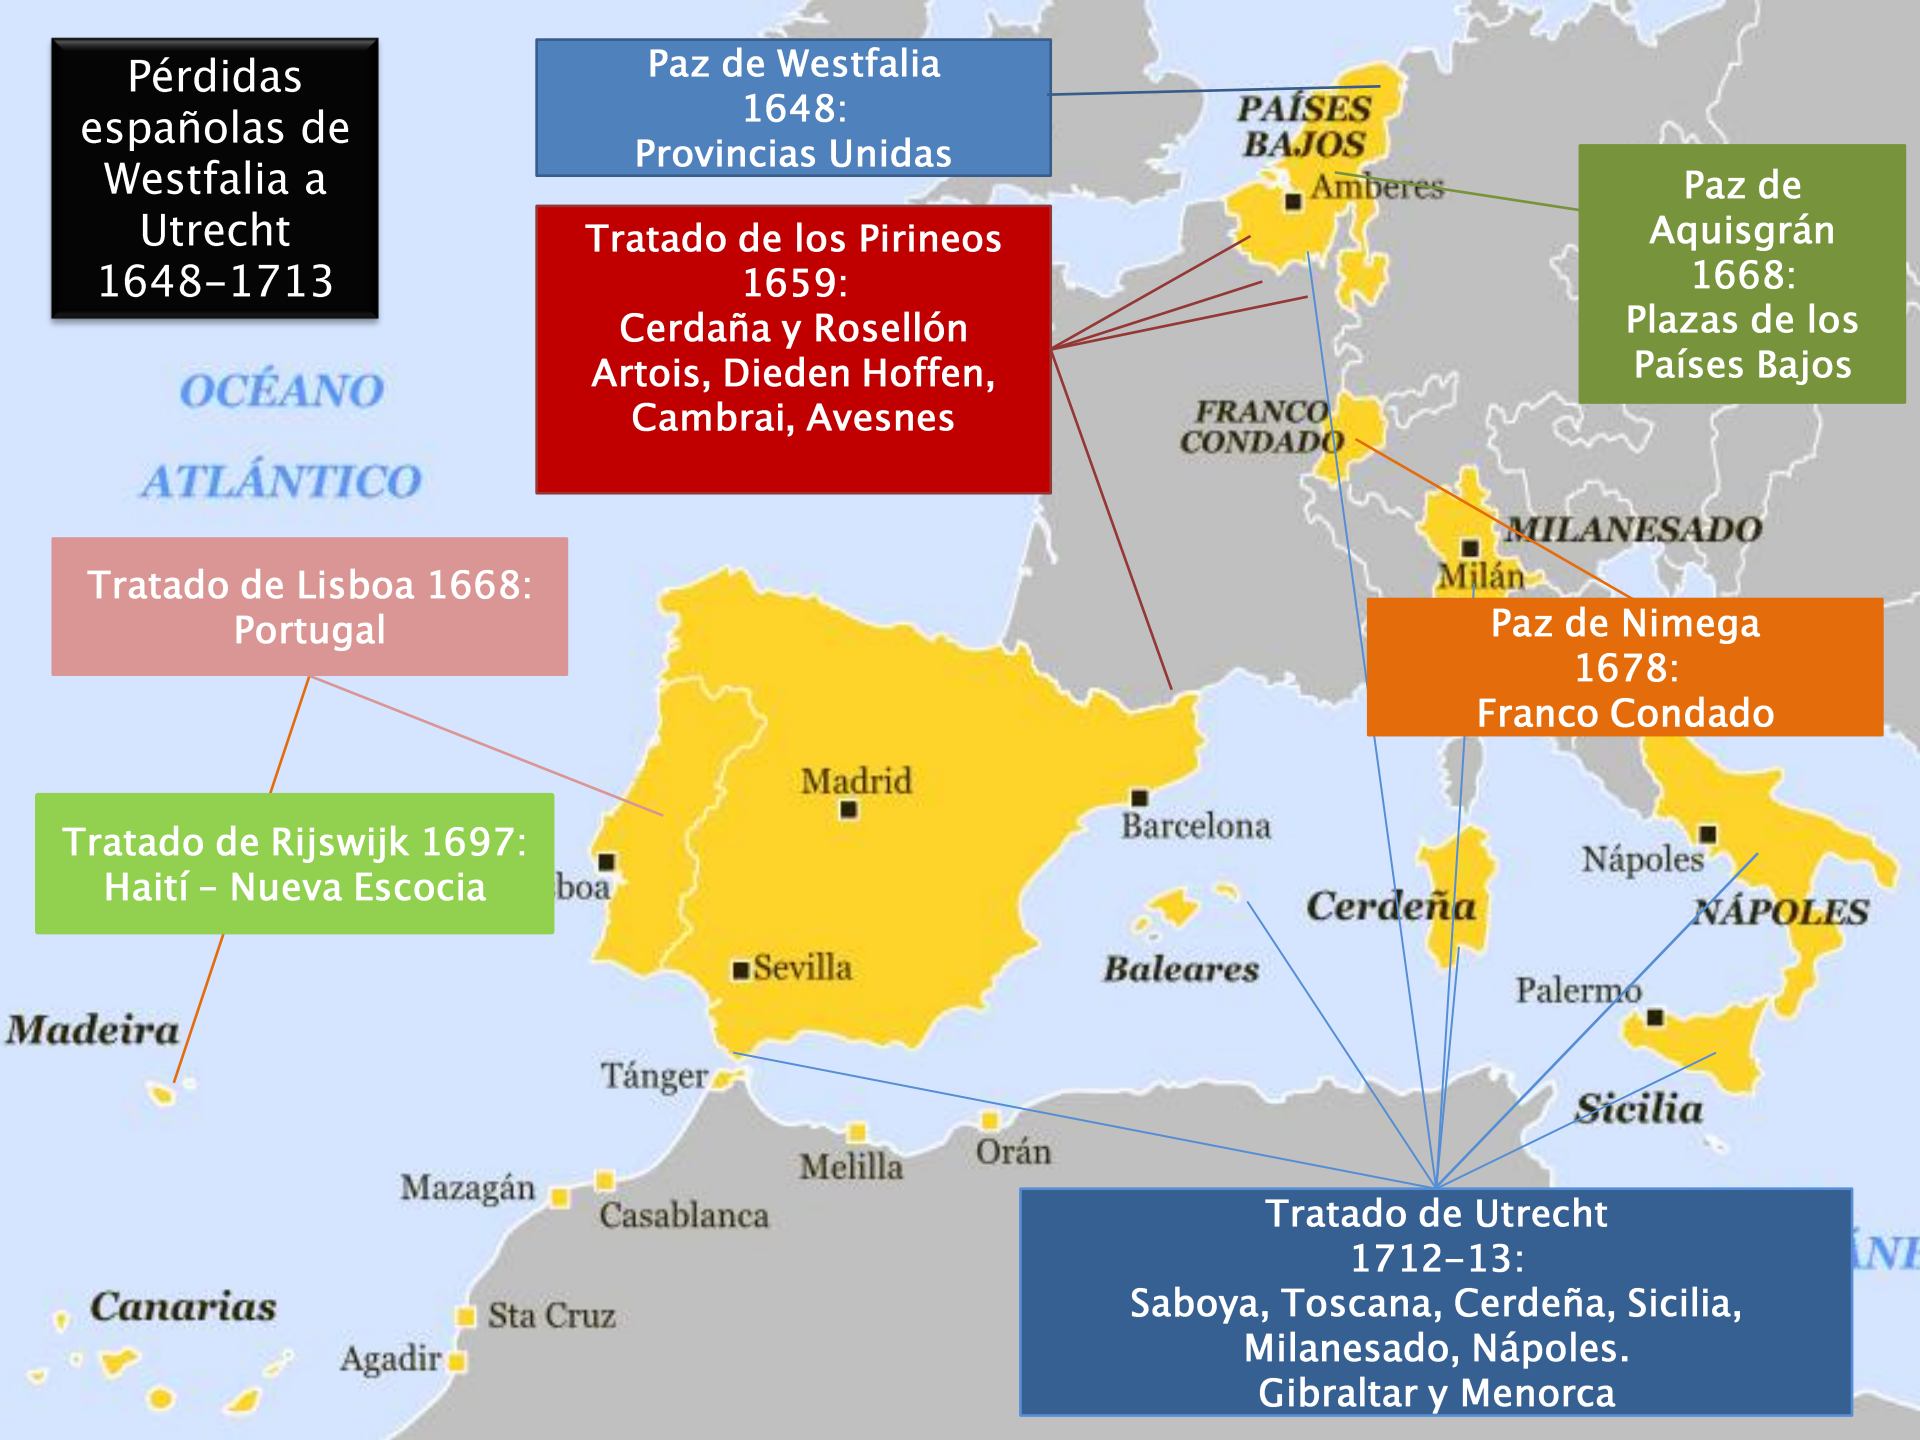 Pérdidas
españolas de
Westfalia a
Utrecht
1648-1713
Paz de Westfalia
1648:
Provincias Unidas
Tratado de los Pirineos
1659:
Cerdaña y Rosellón
Artois, Dieden Hoffen,
Cambrai, Avesnes
PAÍSES
BAJOS
Amberes
Paz de
Aquisgrán
1668:
Plazas de los
Países Bajos
OCÉANO
ATLÁNTICO
FRANCO
CONDADO
MILANESADO
Milán
Tratado de Lisboa 1668:
Portugal
Paz de Nimega
1678:
Franco Condado
Madrid
Barcelona
Tratado de Rijswijk 1697:
Haití – Nueva Escocia
boa
Nápoles
Cerdeña
NÁPOLES
Sevilla
Baleares
Palermo
Madeira
Tánger
Sicilia
Melilla
Orán
Mazagán
Casablanca
Tratado de Utrecht
1712-13:
Saboya, Toscana, Cerdeña, Sicilia,
Milanesado, Nápoles.
Gibraltar y Menorca
ÁNE
Canarias
Sta Cruz
Agadir